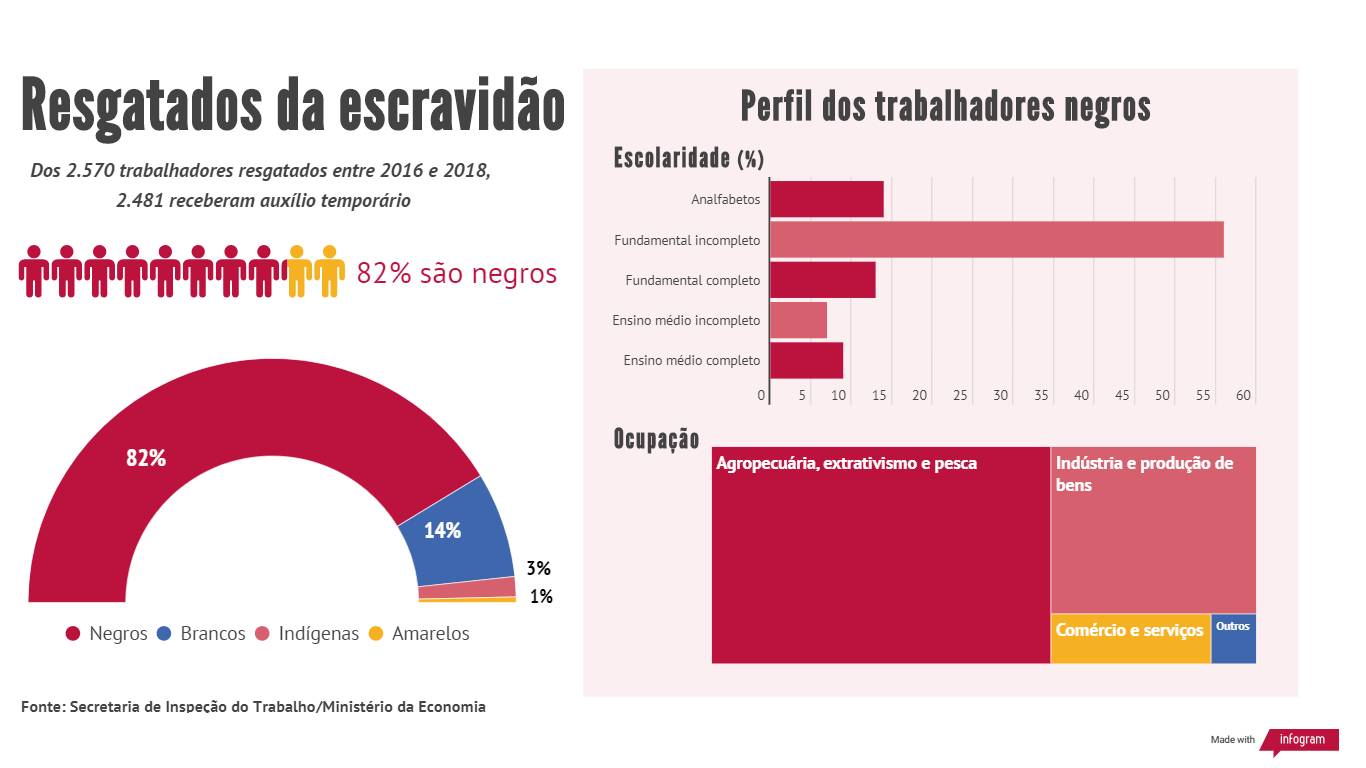 Resgatados da escravidão
Dos 2.570 trabalhadores resgatados entre 2016 e 2018,
2.481 receberam auxílio temporário
82% são negros
82%
14%
3%
1%
Negros
Brancos
Indígenas
Amarelos
Fonte: Secretaria de Inspeção do Trabalho/Ministério da Economia
Perfil dos trabalhadores negros
Escolaridade (%)
Analfabetos
Fundamental incompleto
Fundamental completo
Ensino médio incompleto
Ensino médio completo
0 5 10 15 20 25 30 35 40 45 50 55 60
Ocupação
Agropecuária, extrativismo e pesca
Indústria e produção de
bens
Comércio e serviços
Outros
Made with infogram